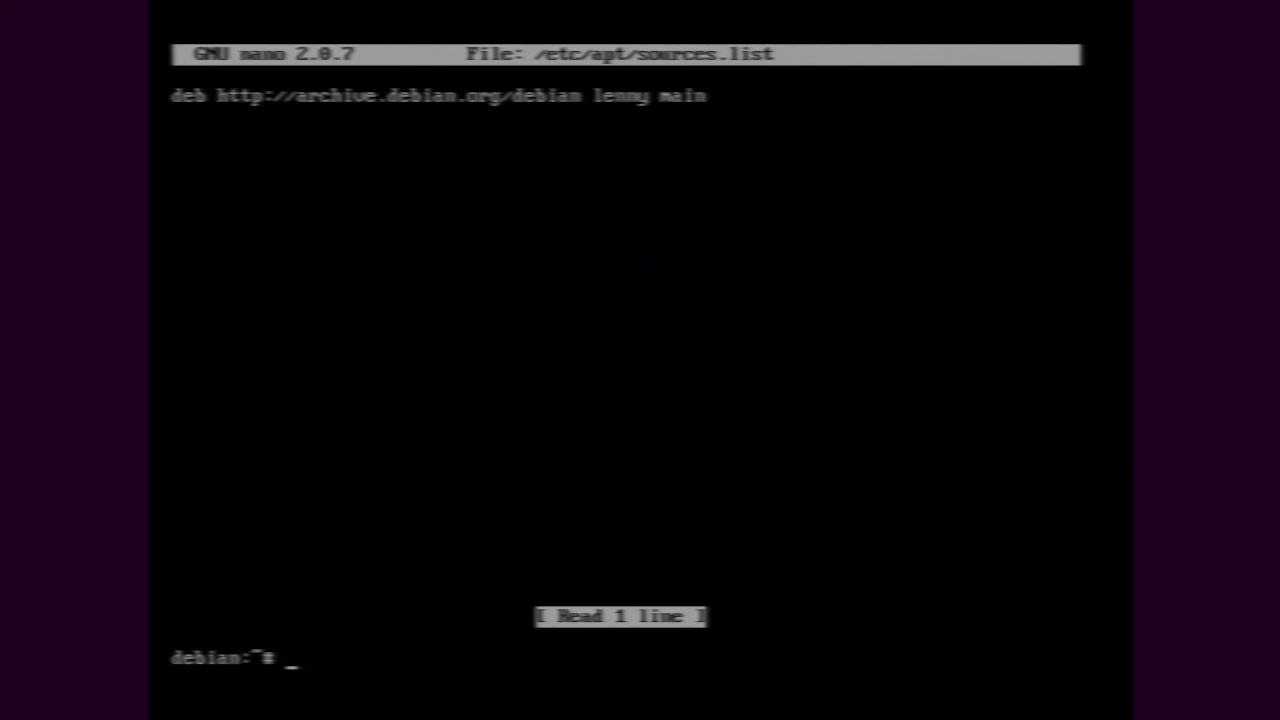 GNU nano 2.0.7 File: /etc/apt/sources.list
deb http://archive.debian.org/debian lenny main
[ Read 1 line ]
debian:~# _